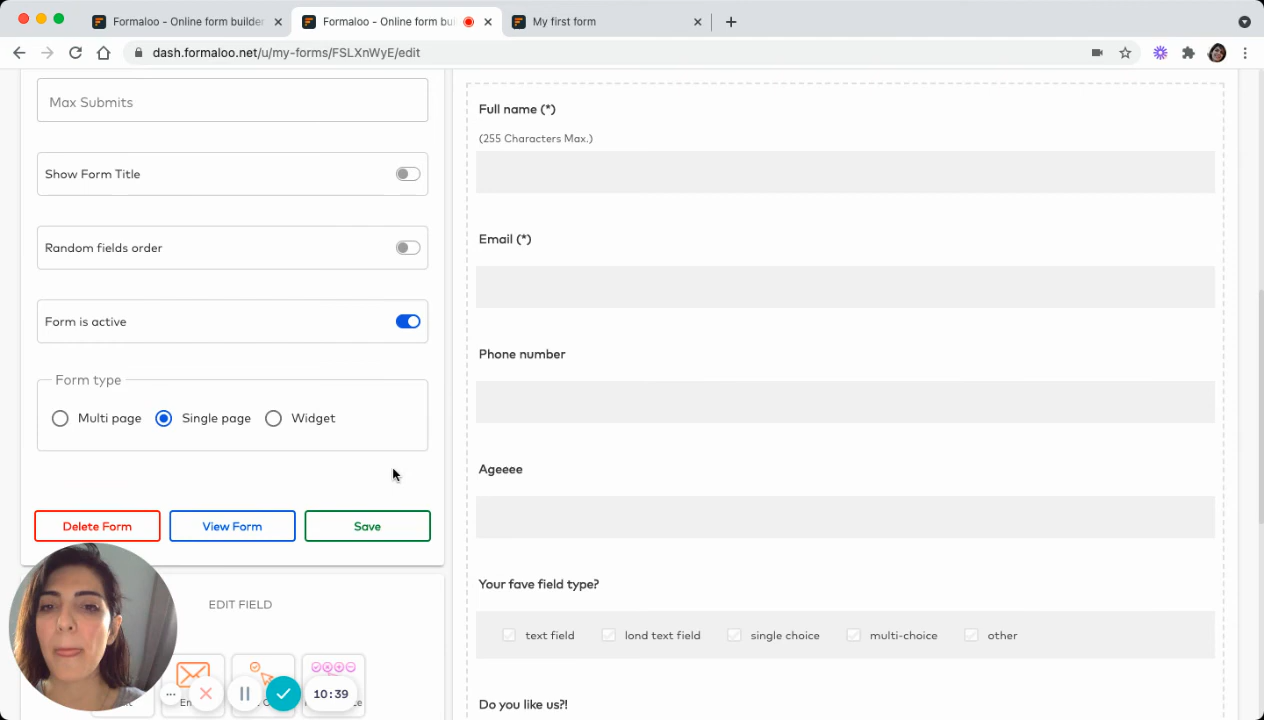 Formaloo - Online form builder
Formaloo - Online form bui
My first form
dash.formaloo.net/u/my-forms/FSLXnWyE/edit
Max Submits
Show Form Title
Random fields order
Form is active
Form type
Multi page
Single page
Widget
Delete Form
View Form
Save
EDIT FIELD
10:39
Full name (*)
(255 Characters Max.)
Email (*)
Phone number
Ageeee
Your fave field type?
text field
lond text field
single choice
multi-choice
other
Do you like us?!